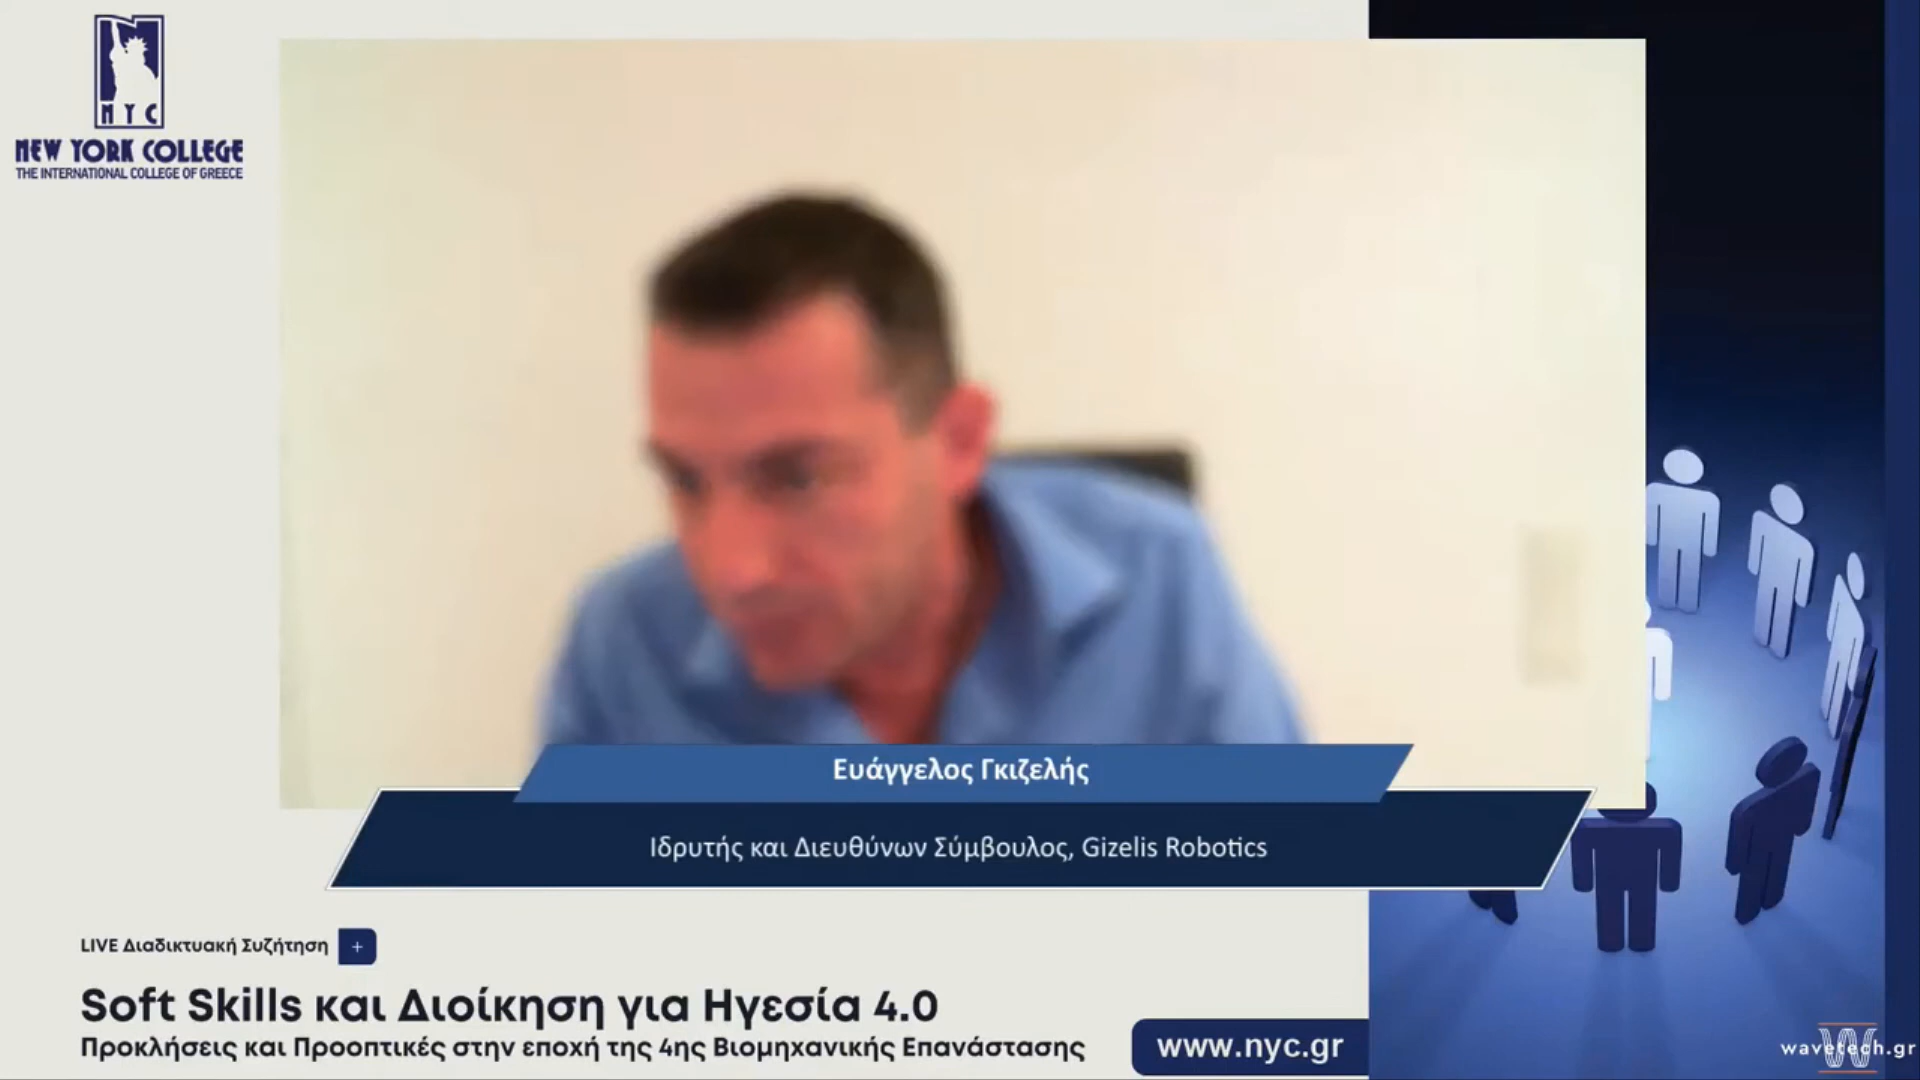 NYC
NEW YORK COLLEGE
THE INTERNATIONAL COLLEGE OF GREECE
Ευάγγελος Γκιζελής
Ιδρυτής και Διευθύνων Σύμβουλος, Gizelis Robotics
LIVE Διαδικτυακή Συζήτηση +
Soft Skills και Διοίκηση για Ηγεσία 4.0
Προκλήσεις και Προοπτικές στην εποχή της 4ης Βιομηχανικής Επανάστασης
www.nyc.gr
wavetech.gr